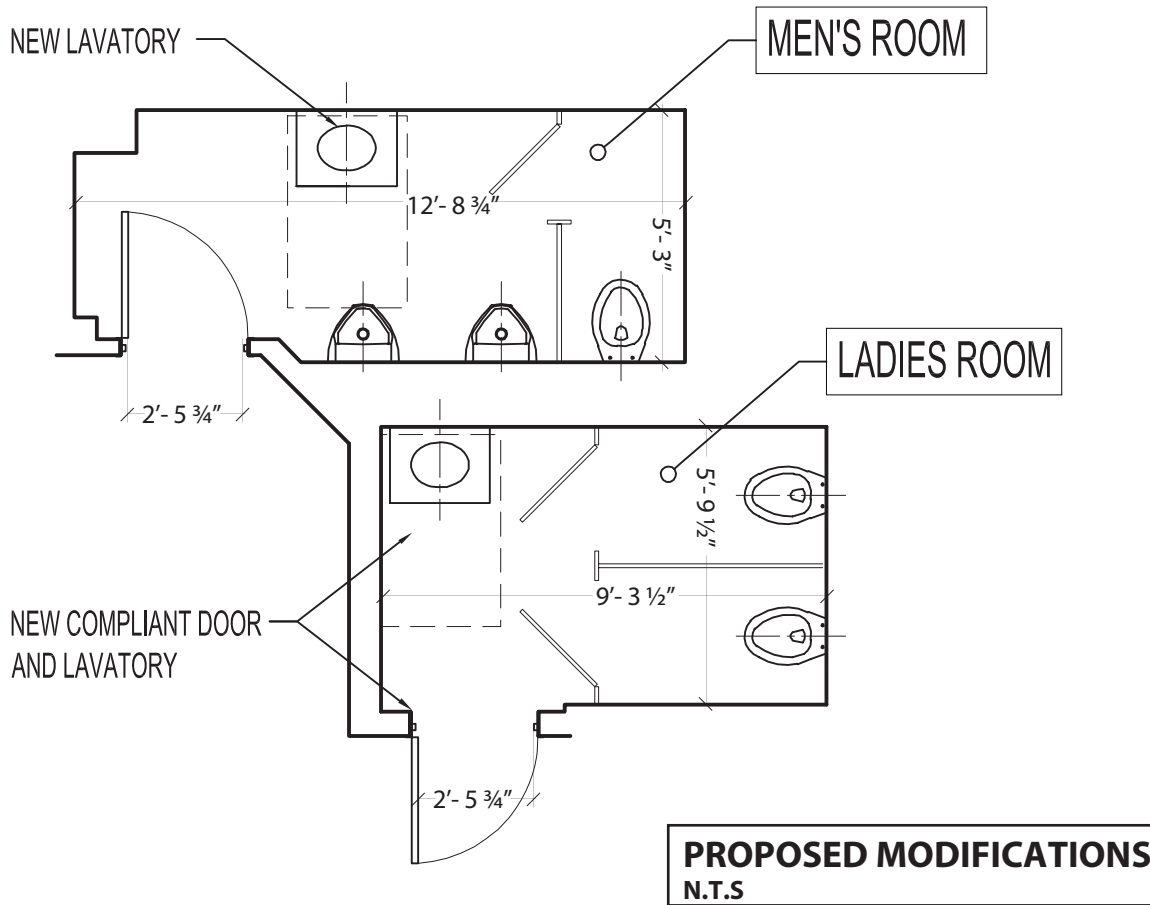 NEW LAVATORY
MEN'S ROOM
12’- 8 ¾”
5’- 3”
2’- 5 ¾”
LADIES ROOM
5’- 9 ½”
9’- 3 ½”
NEW COMPLIANT DOOR
AND LAVATORY
2’- 5 ¾”
PROPOSED MODIFICATIONS
N.T.S